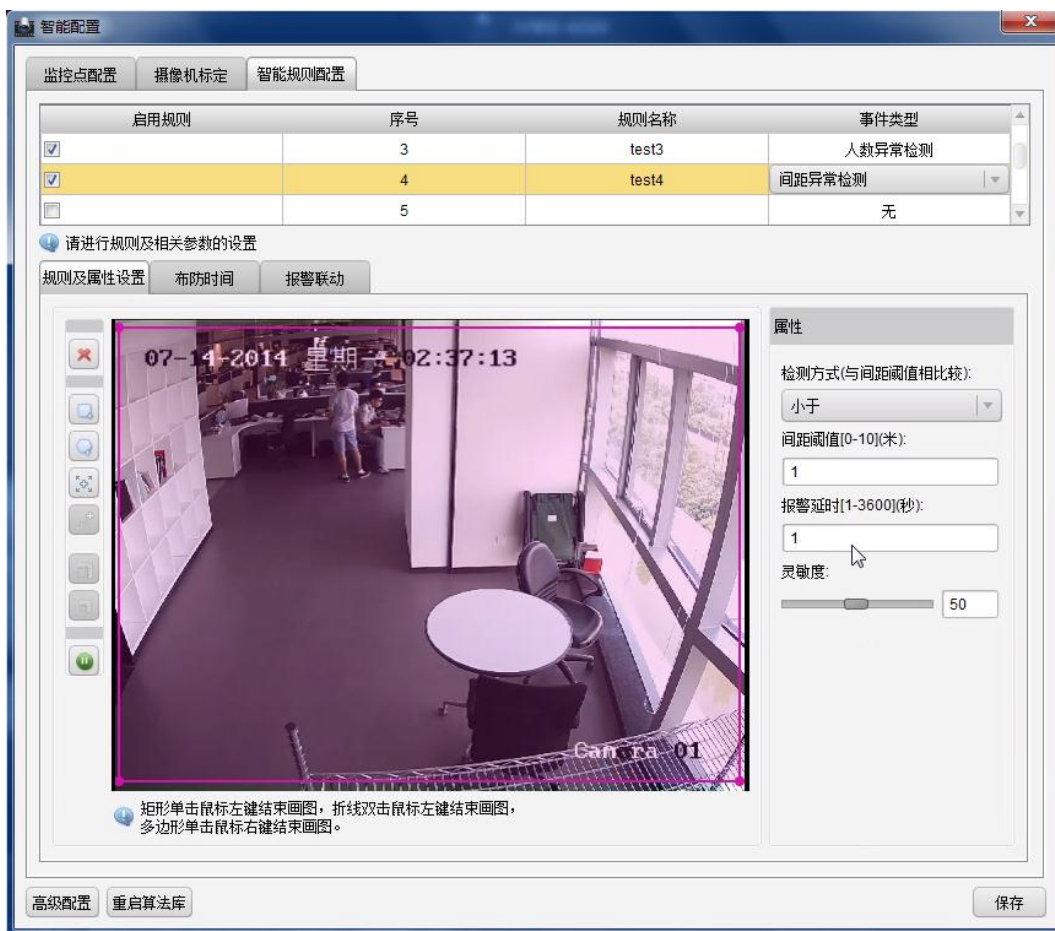 智能配置
监控点配置 摄像机标定 智能规则配置
启用规则 序号 规则名称 事件类型
3 test3 人数异常检测
4 test4 间距异常检测
5 无
请进行规则及相关参数的设置
规则及属性设置 布防时间 报警联动
属性
07-14-2014 星期一 02:37:13
检测方式(与间距阈值相比较):
小于
间距阈值[0-10](米):
1
报警延时[1-3600](秒):
1
灵敏度:
50
Camera 01
矩形单击鼠标左键结束画图，折线双击鼠标左键结束画图，
多边形单击鼠标右键结束画图。
高级配置 重启算法库 保存